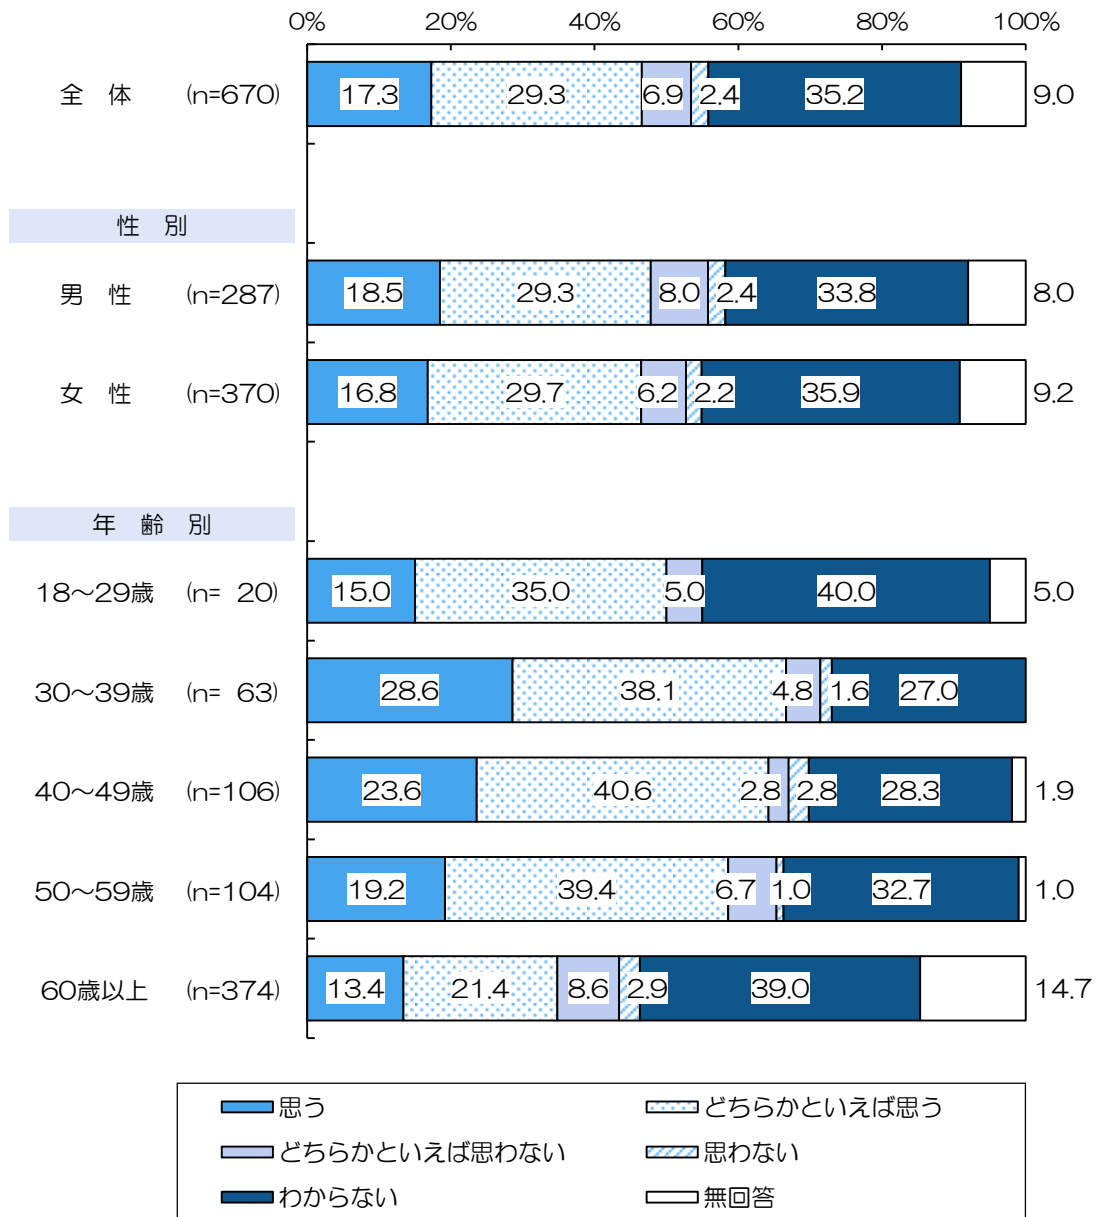 0% 20% 40% 60% 80% 100%
全 体 (n=670) 17.3 29.3 6.9 2.4 35.2 9.0
性 別
男 性 (n=287) 18.5 29.3 8.0 2.4 33.8 8.0
女 性 (n=370) 16.8 29.7 6.2 2.2 35.9 9.2
年 齢 別
18～29歳 (n= 20) 15.0 35.0 5.0 40.0 5.0
30～39歳 (n= 63) 28.6 38.1 4.8 1.6 27.0
40～49歳 (n=106) 23.6 40.6 2.8 2.8 28.3 1.9
50～59歳 (n=104) 19.2 39.4 6.7 1.0 32.7 1.0
60歳以上 (n=374) 13.4 21.4 8.6 2.9 39.0 14.7
思う どちらかといえば思う
どちらかといえば思わない 思わない
わからない 無回答